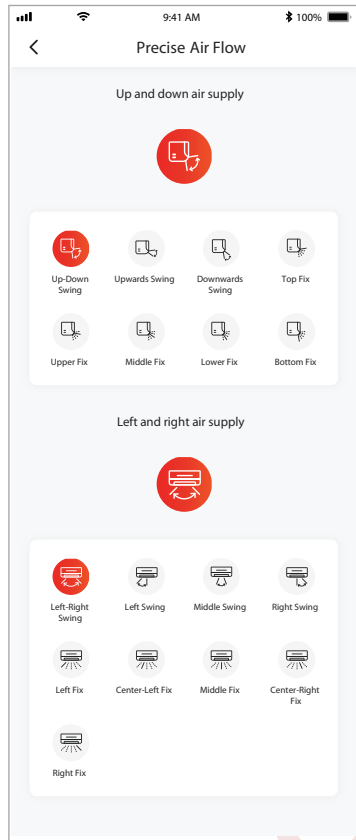 9:41 AM
100%
Precise Air Flow
Up and down air supply
Up-Down
Swing
Upwards Swing
Downwards
Swing
Top Fix
Upper Fix
Middle Fix
Lower Fix
Bottom Fix
Left and right air supply
Left-Right
Swing
Left Swing
Middle Swing
Right Swing
Left Fix
Center-Left Fix
Middle Fix
Center-Right
Fix
Right Fix